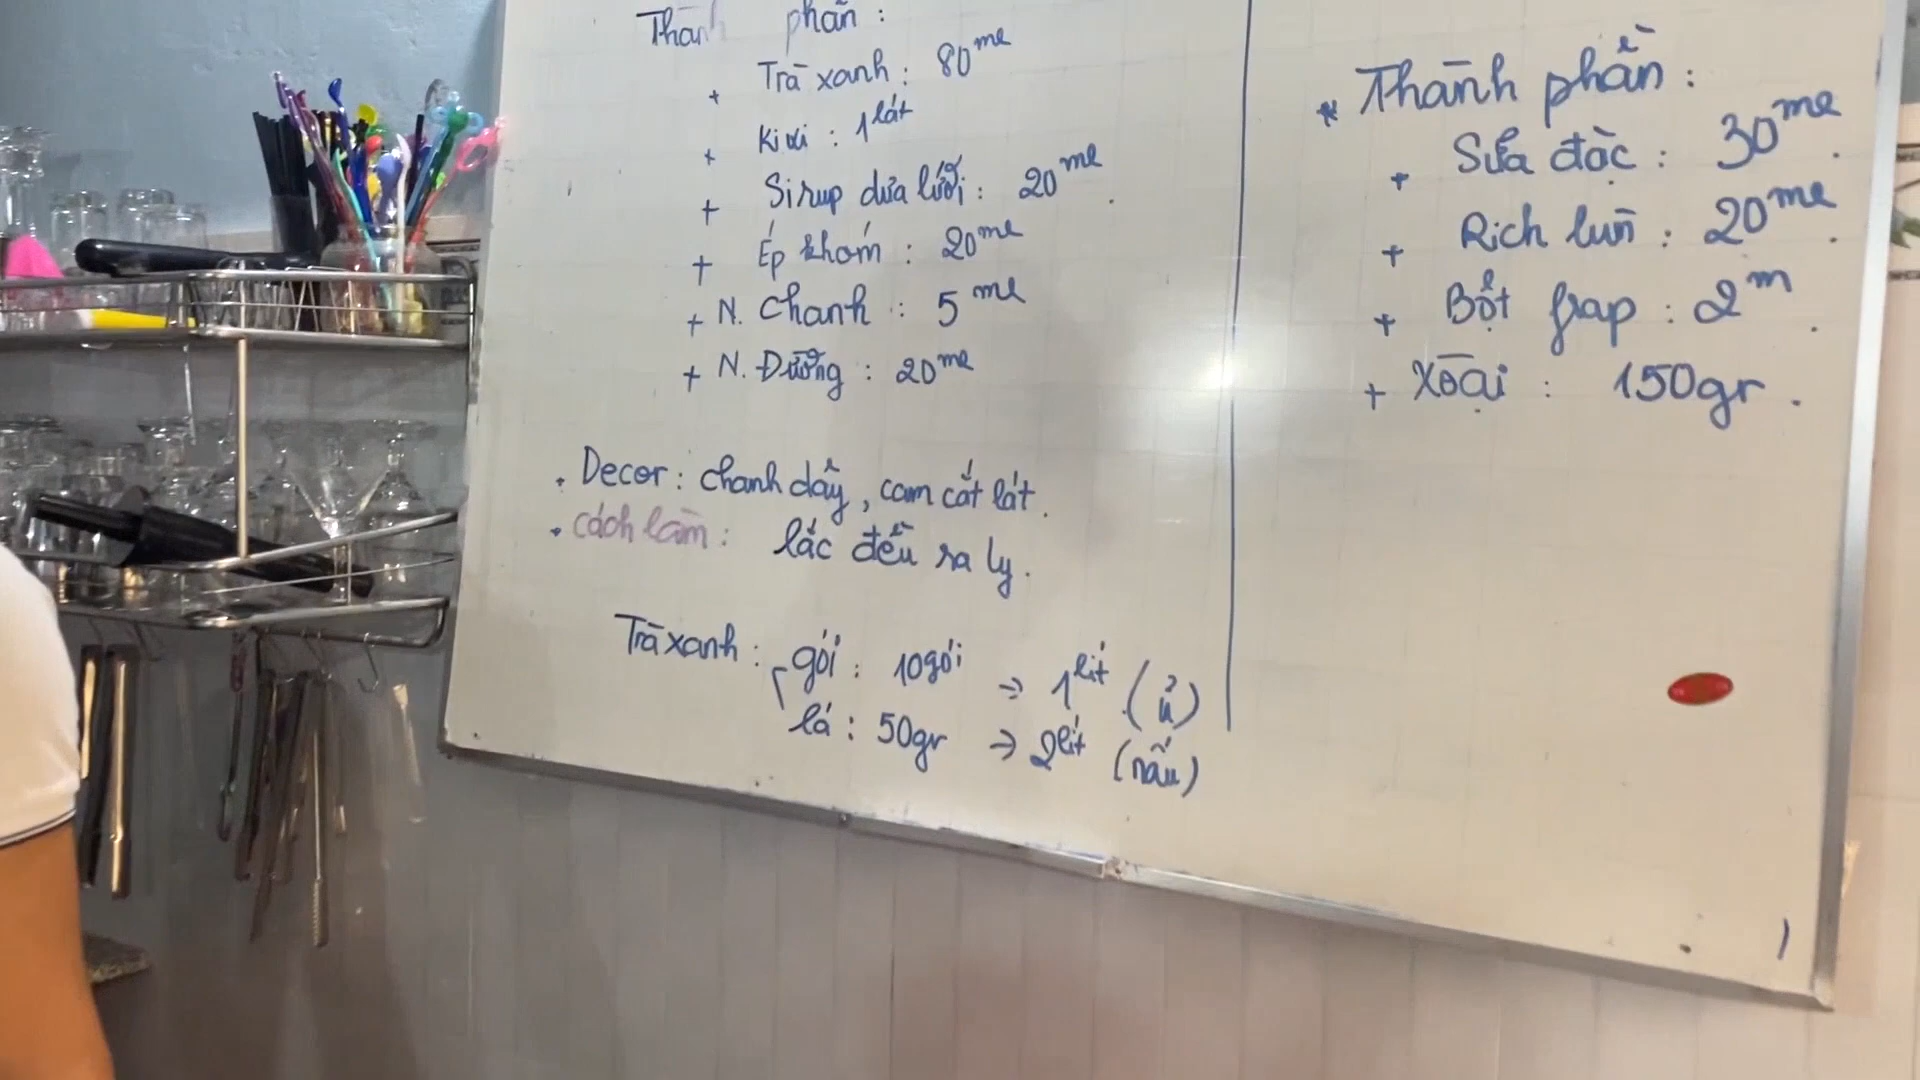 Thành phần :
+ Trà xanh : 80ml
+ Kiwi : 1 lát
+ Sirup dưa lưới : 20ml .
+ Ép khóm : 20ml
+ N. Chanh : 5ml
+ N. Đường : 20ml
. Decor : chanh dây, cam cắt lát.
. cách làm : lắc đều ra ly.
Trà xanh : gói : 10 gói => 1 lít (ủ)
lá : 50gr => 2 lít (nấu)
* Thành phần :
+ Sữa đặc : 30ml .
+ Rich lùn : 20ml .
+ Bột frap : 2m .
+ Xoài : 150gr .